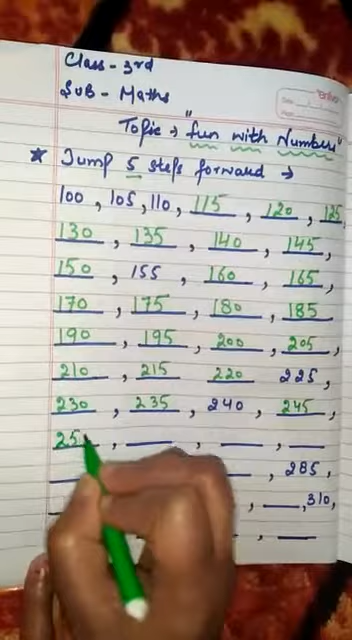 Class - 3rd
Sub - Maths
Topic → "fun with Numbers"
★ Jump 5 steps forward →
100, 105, 110, 115, 120, 125,
130, 135, 140, 145,
150, 155, 160, 165,
170, 175, 180, 185
190, 195, 200, 205,
210, 215 220 225,
230, 235, 240, 245,
25
285,
310,